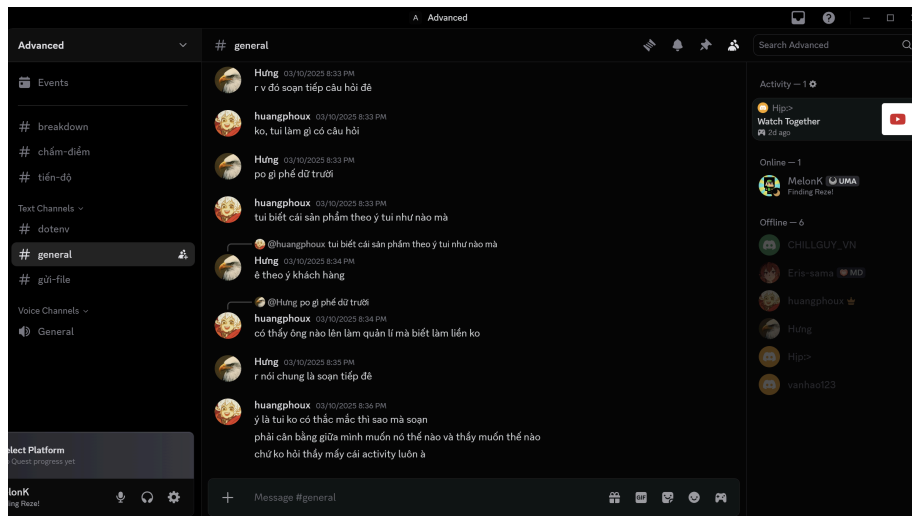 A Advanced
Advanced
# general
Search Advanced
Events
# breakdown
# chấm-điểm
# tiến-độ
Text Channels
# dotenv
# general
# gửi-file
Voice Channels
General
elect Platform
Quest progress yet
lonK
ing Reze!
Hưng 03/10/2025 8:33 PM
r v đó soạn tiếp câu hỏi đê
huangphoux 03/10/2025 8:33 PM
ko, tui làm gì có câu hỏi
Hưng 03/10/2025 8:33 PM
po gì phế dữ trười
huangphoux 03/10/2025 8:33 PM
tui biết cái sản phẩm theo ý tui như nào mà
@huangphoux tui biết cái sản phẩm theo ý tui như nào mà
Hưng 03/10/2025 8:34 PM
ê theo ý khách hàng
@Hưng po gì phế dữ trười
huangphoux 03/10/2025 8:34 PM
có thấy ông nào lên làm quản lí mà biết làm liền ko
Hưng 03/10/2025 8:35 PM
r nói chung là soạn tiếp đê
huangphoux 03/10/2025 8:36 PM
ý là tui ko có thắc mắc thì sao mà soạn
phải cân bằng giữa mình muốn nó thế nào và thầy muốn thế nào
chứ ko hỏi thầy mấy cái activity luôn à
Message #general
GIF
Activity — 1
Hip:>
Watch Together
2d ago
Online — 1
MelonK UMA
Finding Reze!
Offline — 6
CHILLGUY_VN
Eris-sama MD
huangphoux
Hưng
Hip:>
vanhao123